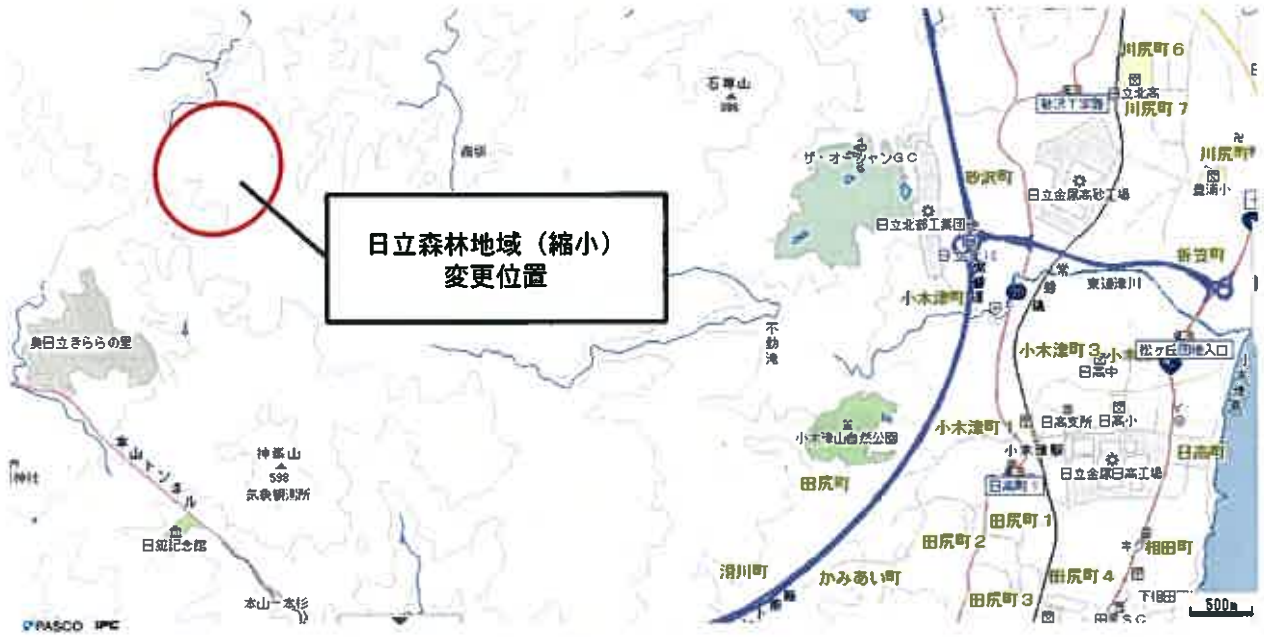 川尻町6
石尊山
日立北高
川尻町7
ザ・オーシャンGC
砂沢町
日立金属高砂工場
川尻町
豊浦小
日立北部工業団
日立森林地域（縮小）
変更位置
折笠町
小木津町
東連津川
奥日立きららの里
不動滝
小木津町3
松ヶ丘団地入口
日高中
小木津町1
日高支所
日高小
小木津山自然公園
小木津駅
日高町
神峯山
598
気象観測所
神社
本山トンネル
田尻町
日立金属日高工場
日鉱記念館
田尻町1
田尻町2
相田町
滑川町
かみあい町
田尻町4
田尻町3
本山一本杉
下相田
PASCO
500m